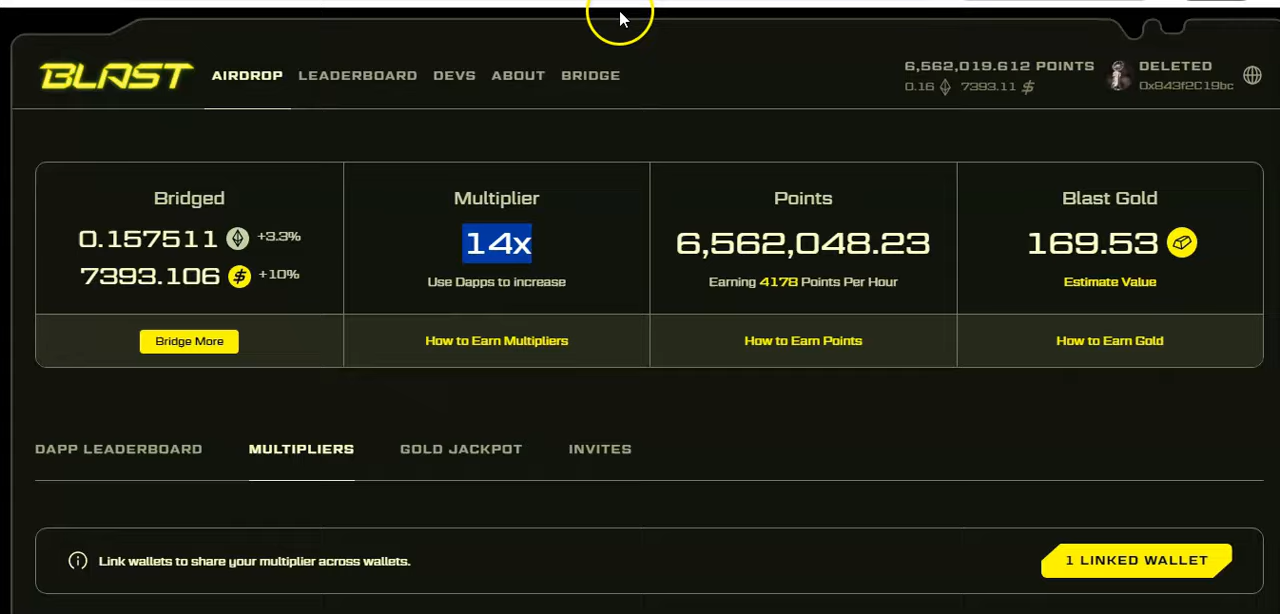 BLAST
AIRDROP LEADERBOARD DEVS ABOUT BRIDGE
6,562,019.612 POINTS
0.16 7393.11 $
DELETED
0x843f2C19bc
Bridged
0.157511 +3.3%
7393.106 $ +10%
Bridge More
Multiplier
14x
Use Dapps to increase
How to Earn Multipliers
Points
6,562,048.23
Earning 4178 Points Per Hour
How to Earn Points
Blast Gold
169.53
Estimate Value
How to Earn Gold
DAPP LEADERBOARD MULTIPLIERS GOLD JACKPOT INVITES
Link wallets to share your multiplier across wallets.
1 LINKED WALLET